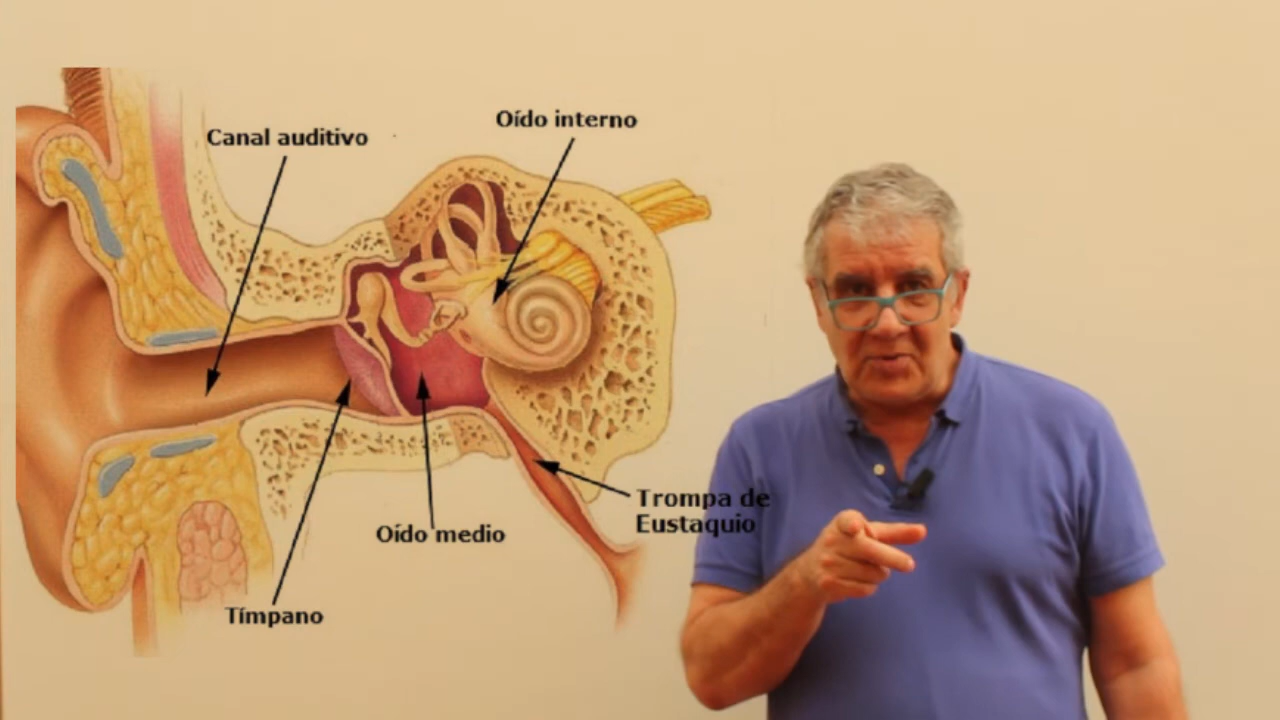 Oído interno
Canal auditivo
Trompa de
Eustaquio
Oído medio
Tímpano